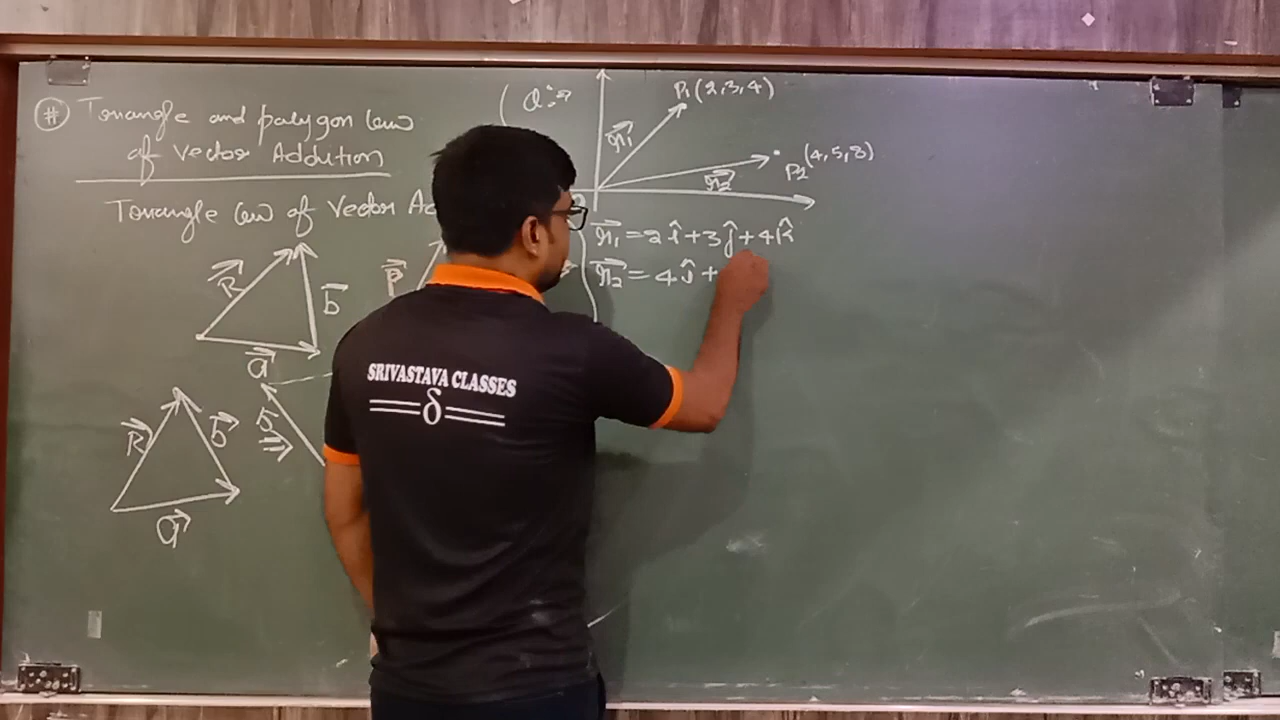 # Triangle and polygon law
of Vector Addition
Triangle law of Vector Ad
R
b
a
R
b
a
b
P
Q:→
P1(2,3,4)
r1
P2(4,5,8)
r2
r1 = 2î+3ĵ+4k̂
r2 = 4î+
SRIVASTAVA CLASSES
δ